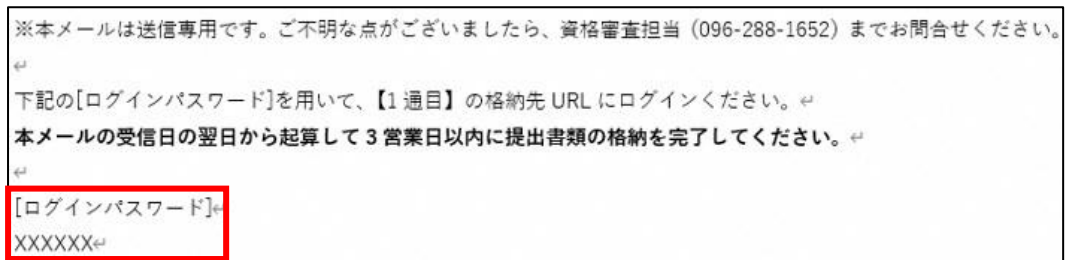 ※本メールは送信専用です。ご不明な点がございましたら、資格審査担当（096-288-1652）までお問合せください。
↵
下記の[ログインパスワード]を用いて、【1 通目】の格納先 URL にログインください。↵
本メールの受信日の翌日から起算して 3 営業日以内に提出書類の格納を完了してください。↵
↵
[ログインパスワード]↵
XXXXXX↵